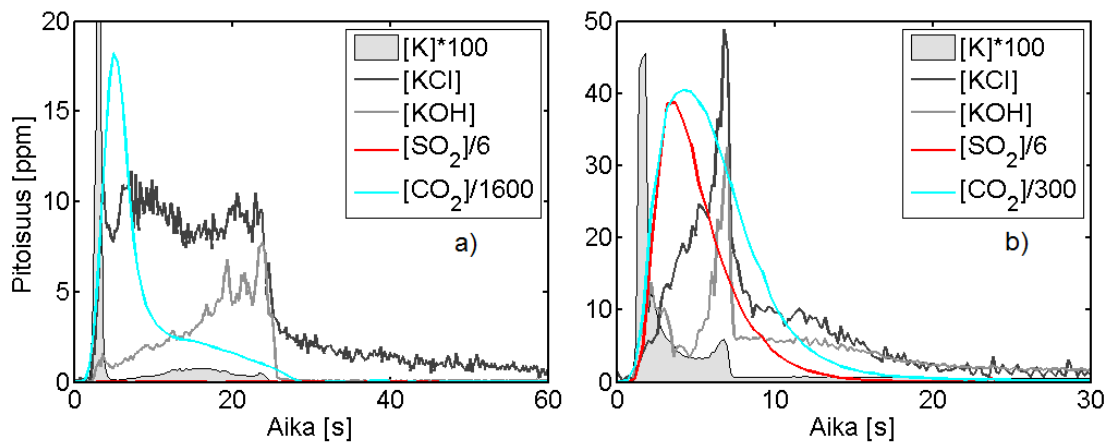 Pitoisuus [ppm]
20
15
10
5
0
0 20 40 60
Aika [s]
[K]*100
[KCl]
[KOH]
[SO2]/6
[CO2]/1600
a)
50
40
30
20
10
0
0 10 20 30
Aika [s]
[K]*100
[KCl]
[KOH]
[SO2]/6
[CO2]/300
b)